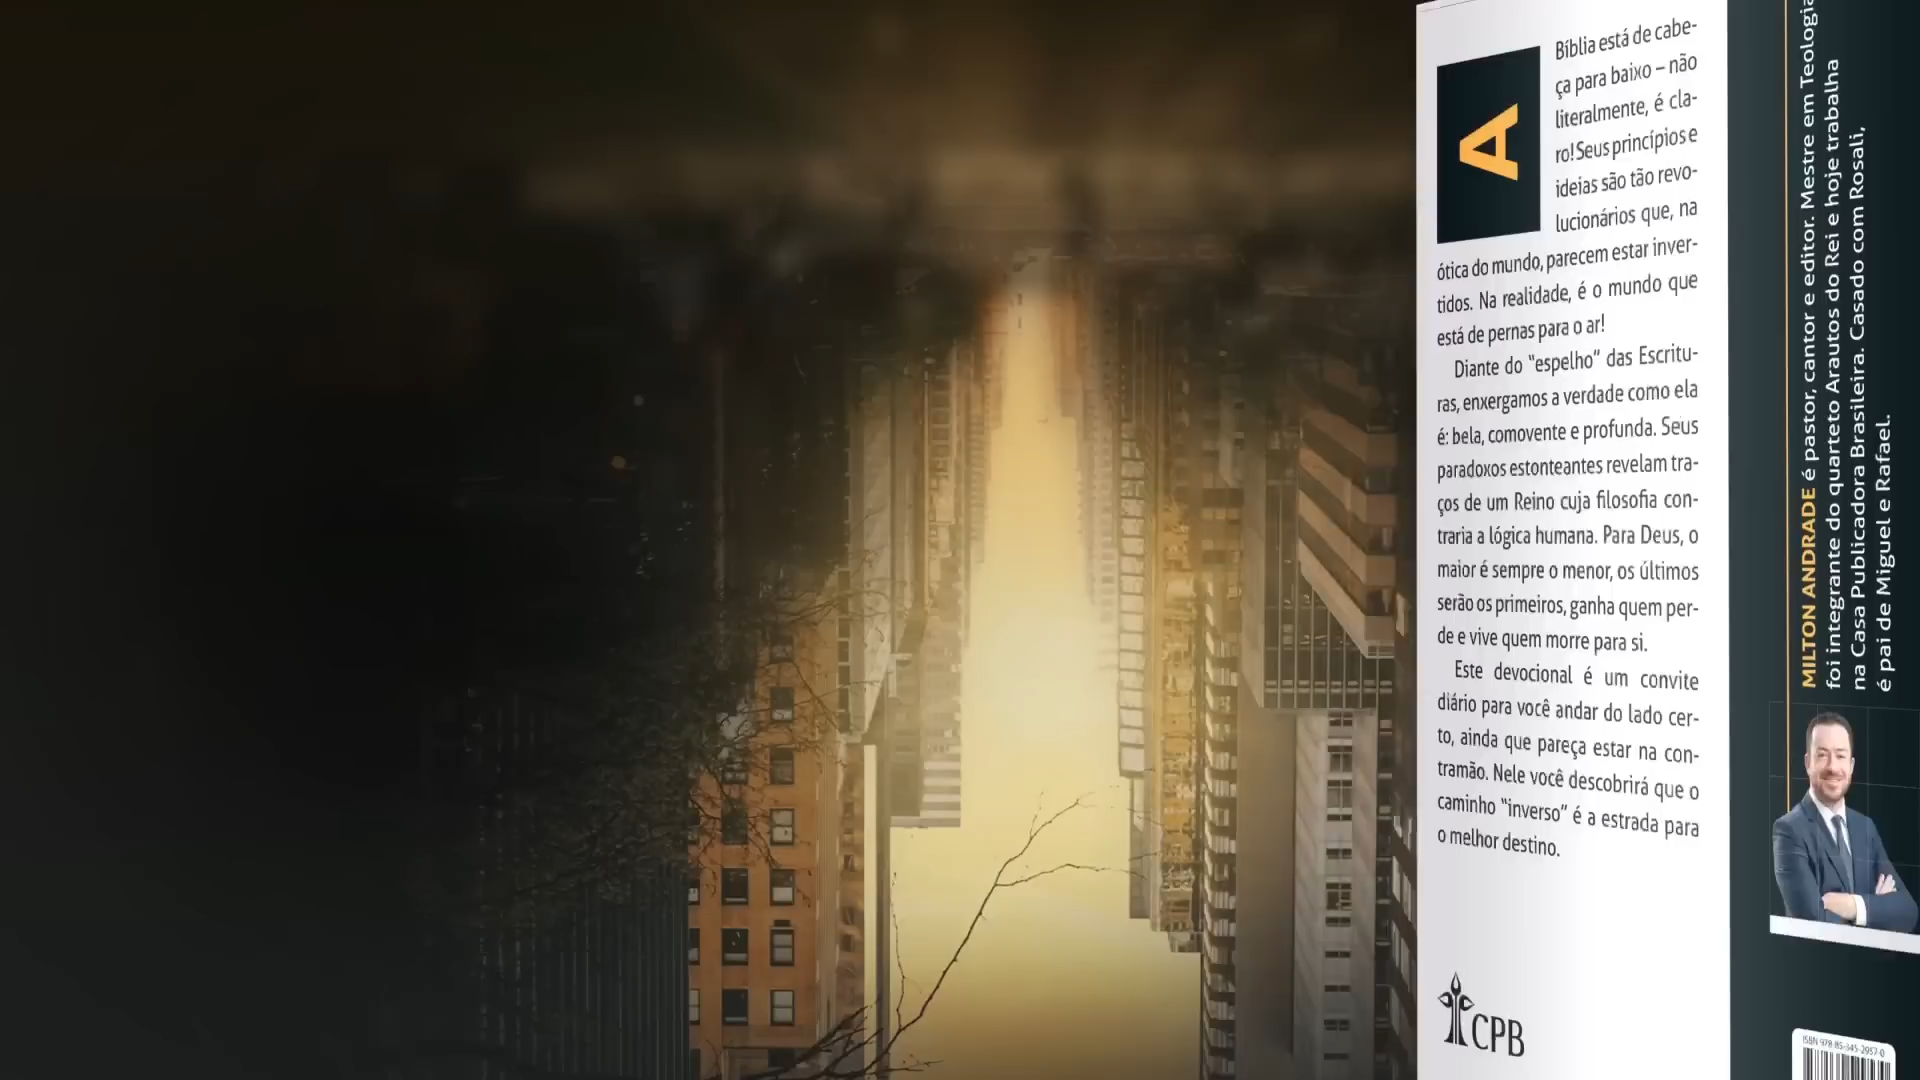 A
Bíblia está de cabe-
ça para baixo – não
literalmente, é cla-
ro! Seus princípios e
ideias são tão revo-
lucionários que, na
ótica do mundo, parecem estar inver-
tidos. Na realidade, é o mundo que
está de pernas para o ar!
Diante do “espelho” das Escritu-
ras, enxergamos a verdade como ela
é: bela, comovente e profunda. Seus
paradoxos estonteantes revelam tra-
ços de um Reino cuja filosofia con-
traria a lógica humana. Para Deus, o
maior é sempre o menor, os últimos
serão os primeiros, ganha quem per-
de e vive quem morre para si.
Este devocional é um convite
diário para você andar do lado cer-
to, ainda que pareça estar na con-
tramão. Nele você descobrirá que o
caminho “inverso” é a estrada para
o melhor destino.
CPB
MILTON ANDRADE é pastor, cantor e editor. Mestre em Teologia
foi integrante do quarteto Arautos do Rei e hoje trabalha
na Casa Publicadora Brasileira. Casado com Rosali,
é pai de Miguel e Rafael.
ISBN 978 85-345-2957-0